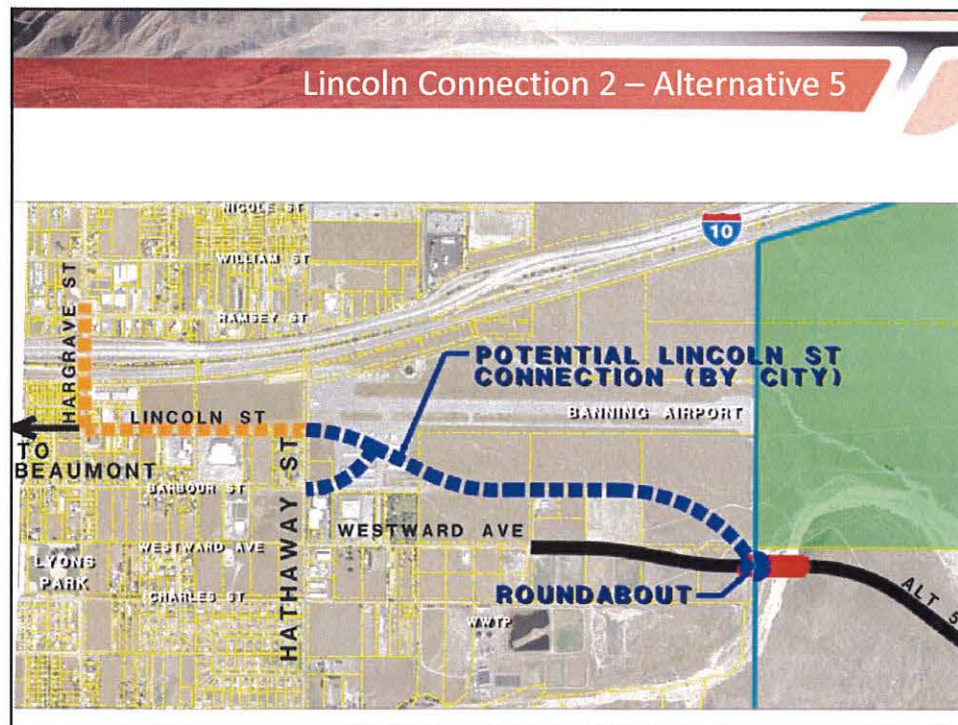 Lincoln Connection 2 – Alternative 5
NICOLE ST
10
WILLIAM ST
HARGRAVE ST
RAMSEY ST
POTENTIAL LINCOLN ST
CONNECTION (BY CITY)
LINCOLN ST
BANNING AIRPORT
TO
BEAUMONT
HATHAWAY ST
BARBOUR ST
WESTWARD AVE
WESTWARD AVE
LYONS
PARK
CHARLES ST
ROUNDABOUT
ALT 5
WWTP